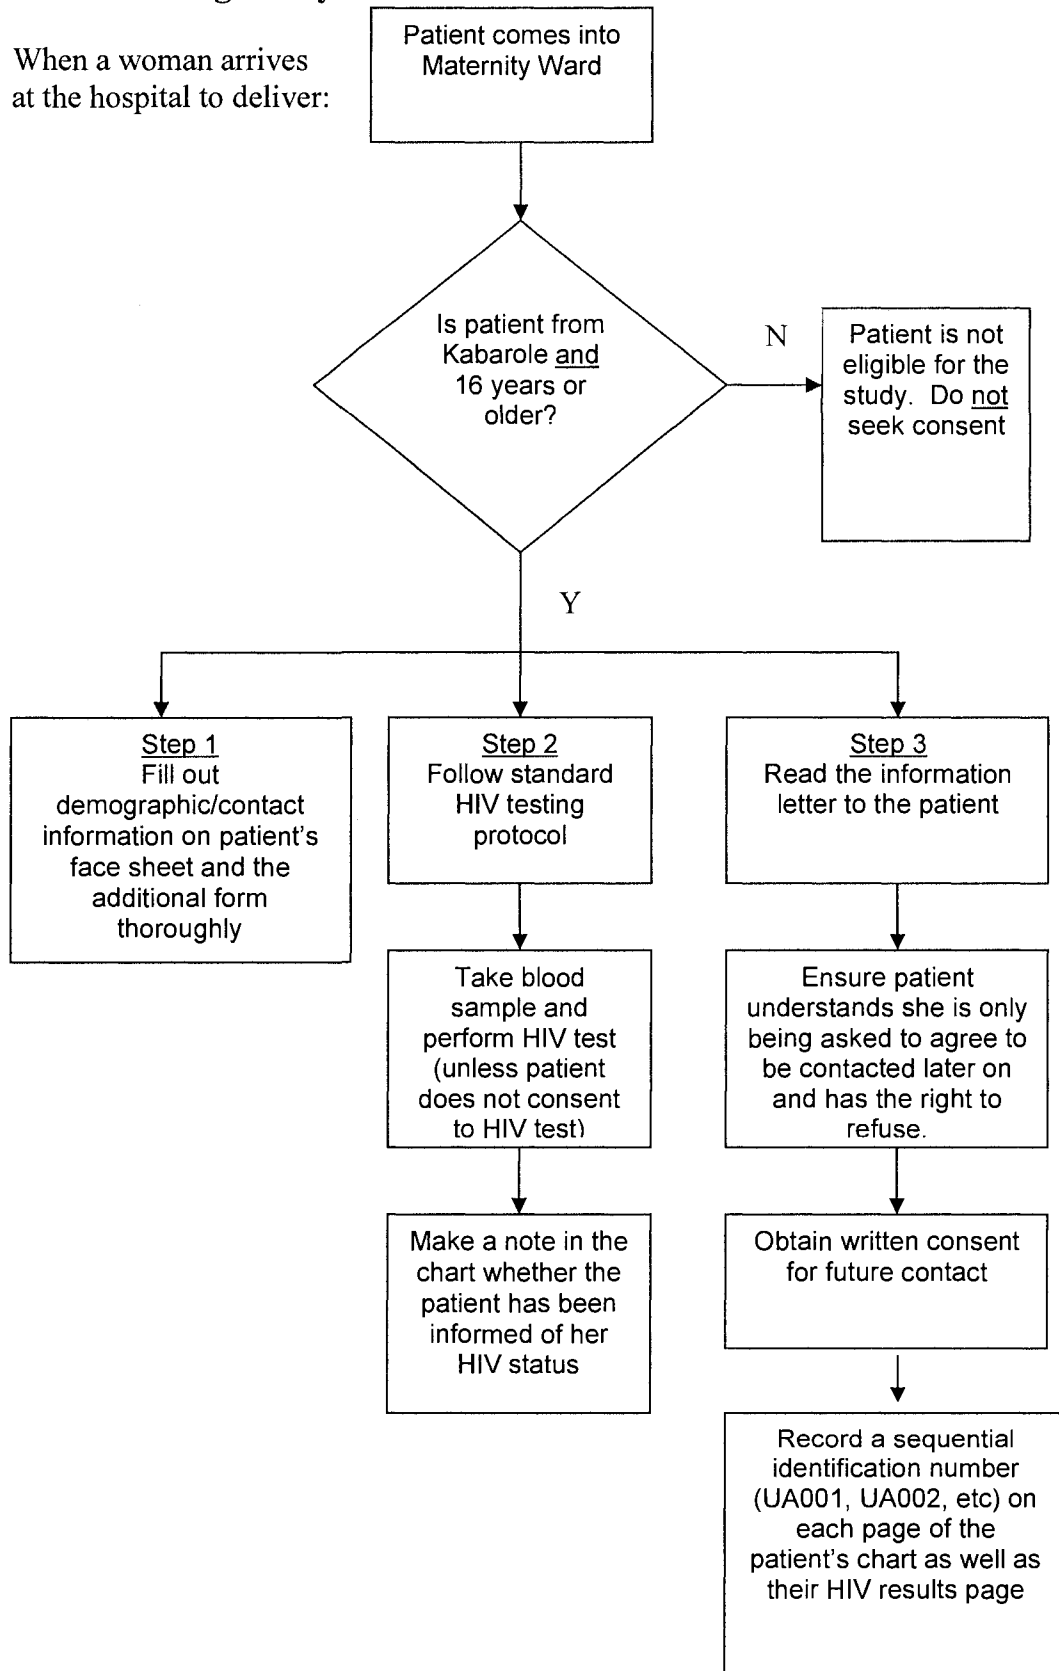 When a woman arrives
at the hospital to deliver:
Patient comes into
Maternity Ward
Is patient from
Kabarole and
16 years or
older?
N
Patient is not
eligible for the
study. Do not
seek consent
Y
Step 1
Fill out
demographic/contact
information on patient's
face sheet and the
additional form
thoroughly
Step 2
Follow standard
HIV testing
protocol
Take blood
sample and
perform HIV test
(unless patient
does not consent
to HIV test)
Make a note in the
chart whether the
patient has been
informed of her
HIV status
Step 3
Read the information
letter to the patient
Ensure patient
understands she is only
being asked to agree to
be contacted later on
and has the right to
refuse.
Obtain written consent
for future contact
Record a sequential
identification number
(UA001, UA002, etc) on
each page of the
patient's chart as well as
their HIV results page